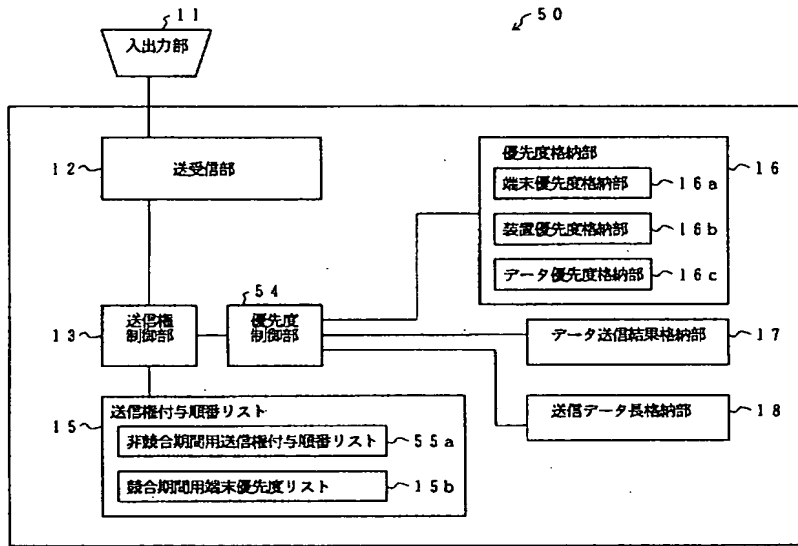 11
50
入出力部
12
送受信部
優先度格納部
16
端末優先度格納部
16a
装置優先度格納部
16b
データ優先度格納部
16c
54
13
送信権
制御部
優先度
制御部
データ送信結果格納部
17
15
送信権付与順番リスト
送信データ長格納部
18
非競合期間用送信権付与順番リスト
55a
競合期間用端末優先度リスト
15b